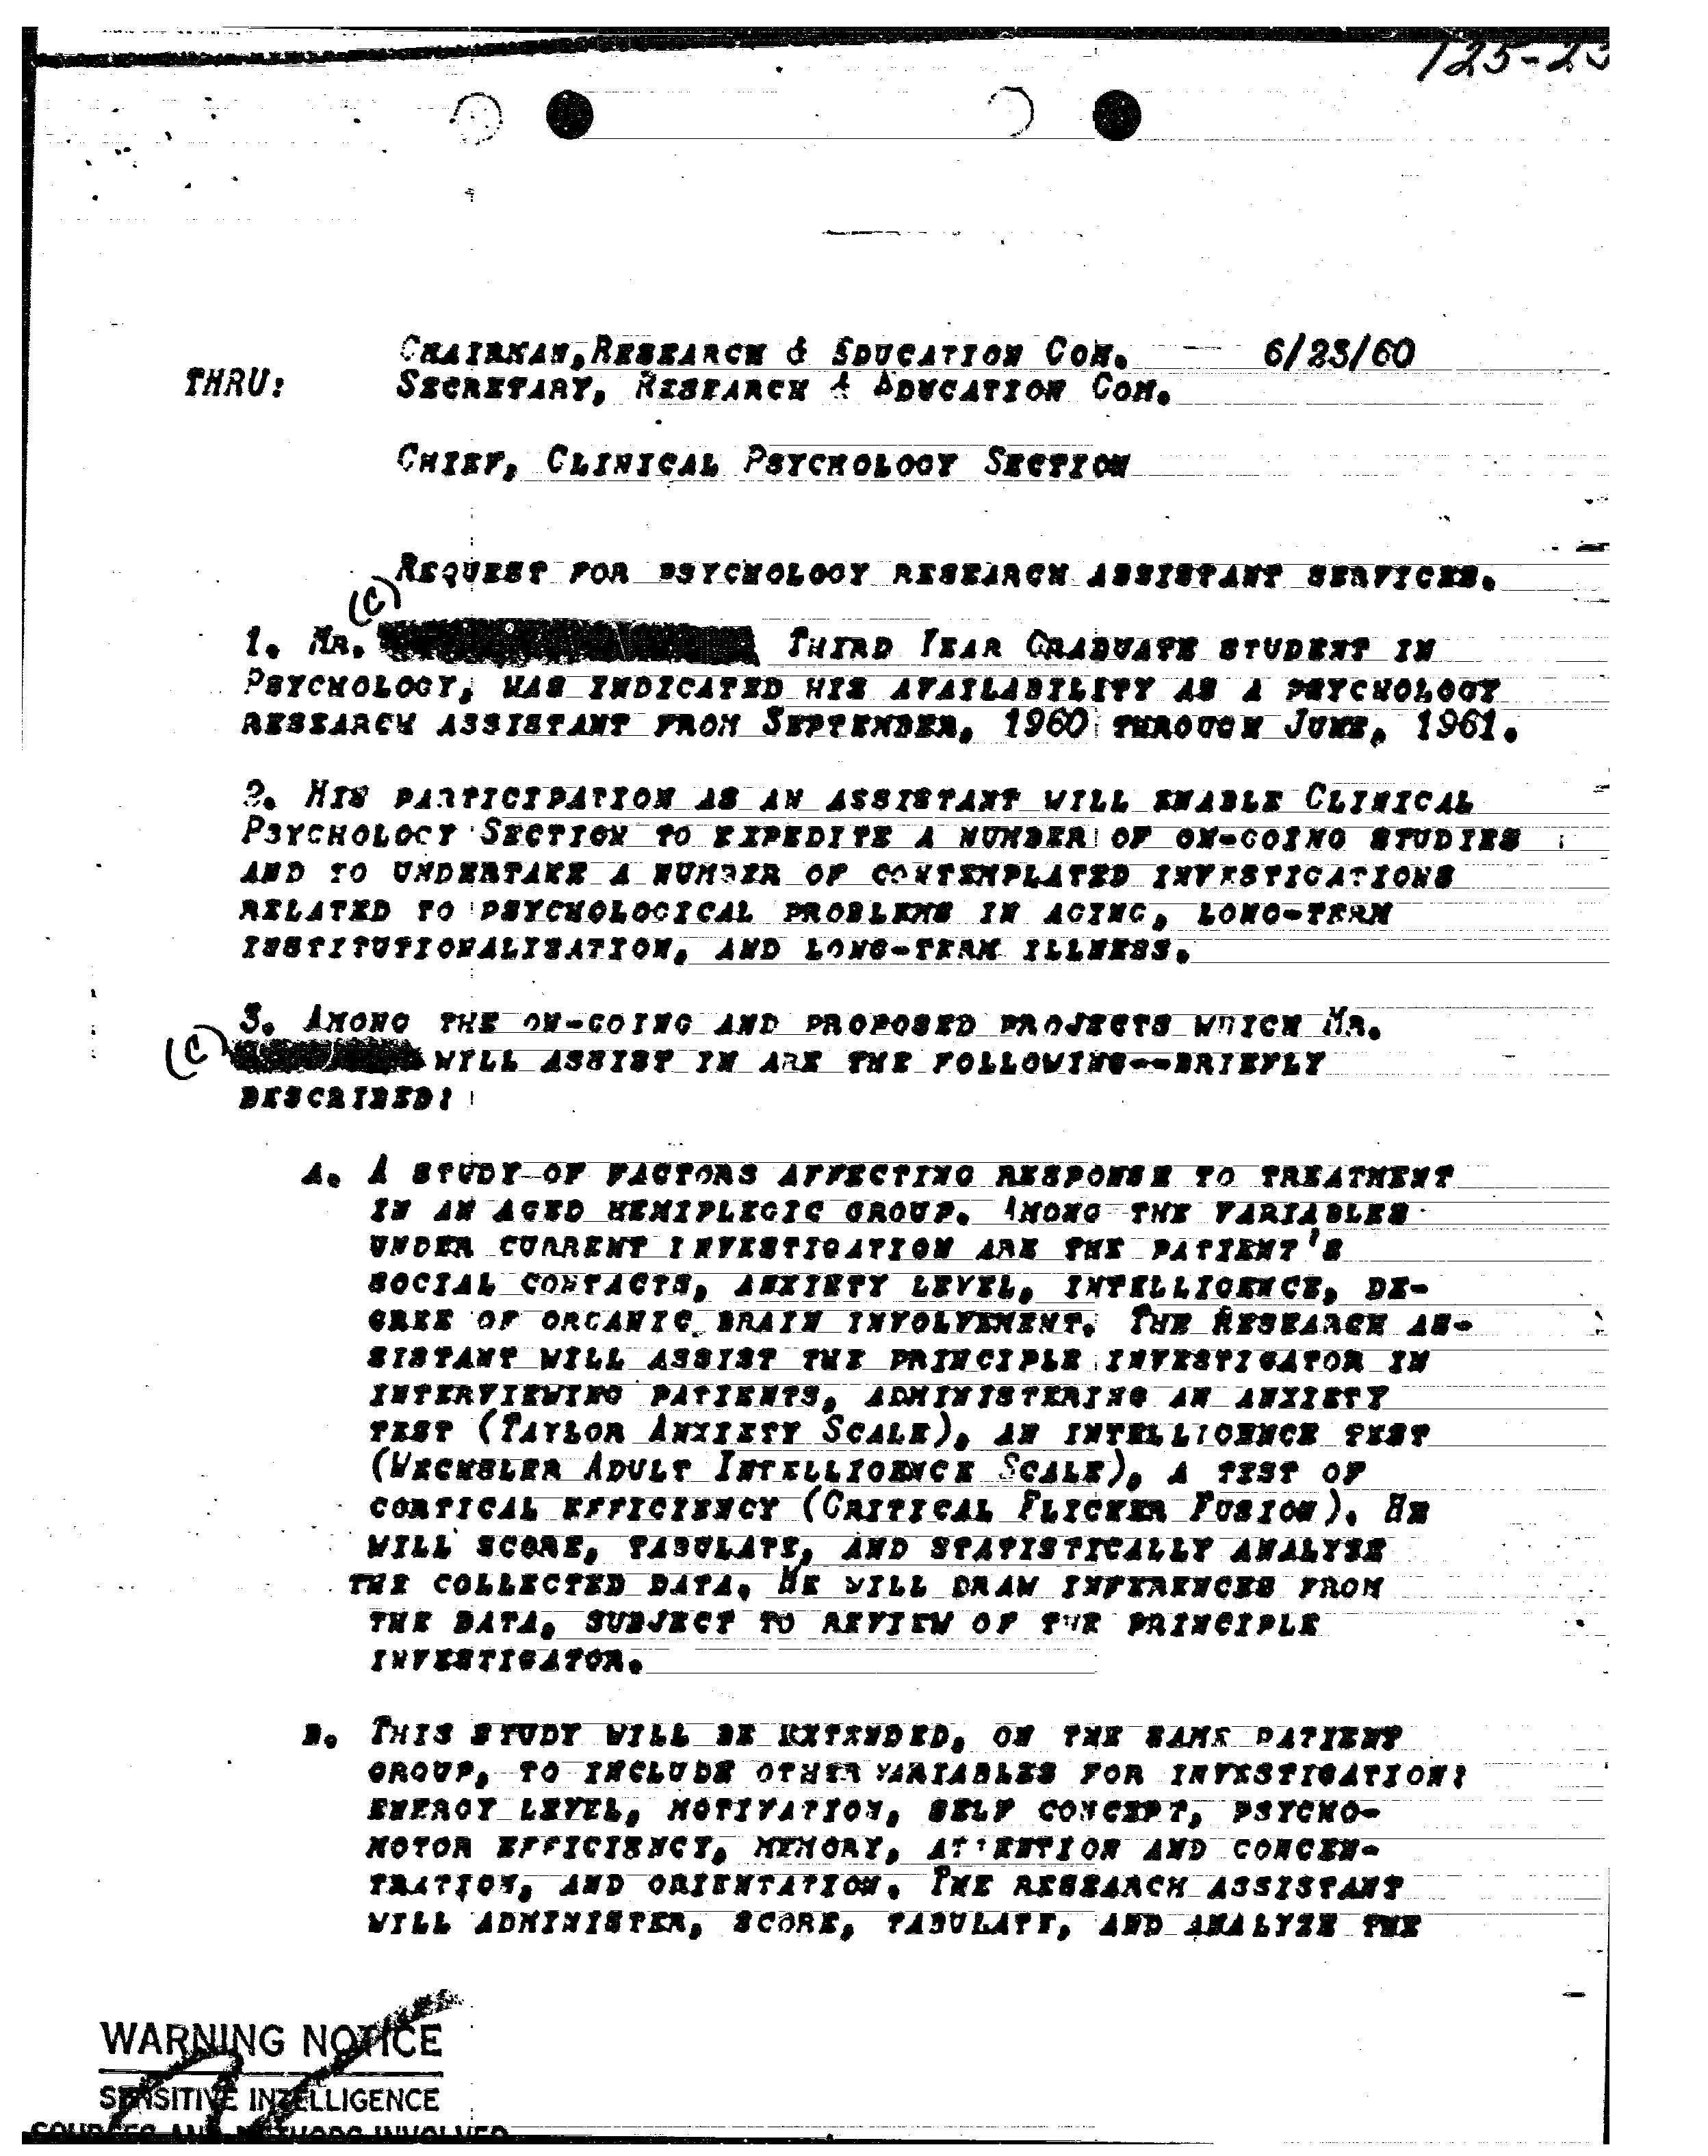 125-23
CHAIRMAN, RESEARCH & EDUCATION COM. 6/23/60
THRU: SECRETARY, RESEARCH & EDUCATION COM.
CHIEF, CLINICAL PSYCHOLOGY SECTION
REQUEST FOR PSYCHOLOGY RESEARCH ASSISTANT SERVICES.
(C)
1. MR. THIRD YEAR GRADUATE STUDENT IN
PSYCHOLOGY, HAS INDICATED HIS AVAILABILITY AS A PSYCHOLOGY
RESEARCH ASSISTANT FROM SEPTEMBER, 1960 THROUGH JUNE, 1961.
2. HIS PARTICIPATION AS AN ASSISTANT WILL ENABLE CLINICAL
PSYCHOLOGY SECTION TO EXPEDITE A NUMBER OF ON-GOING STUDIES
AND TO UNDERTAKE A NUMBER OF CONTEMPLATED INVESTIGATIONS
RELATED TO PSYCHOLOGICAL PROBLEMS IN AGING, LONG-TERM
INSTITUTIONALIZATION, AND LONG-TERM ILLNESS.
3. AMONG THE ON-GOING AND PROPOSED PROJECTS WHICH MR.
(C) WILL ASSIST IN ARE THE FOLLOWING--BRIEFLY
DESCRIBED:
A. A STUDY OF FACTORS AFFECTING RESPONSE TO TREATMENT
IN AN AGED HEMIPLEGIC GROUP. AMONG THE VARIABLES
UNDER CURRENT INVESTIGATION ARE THE PATIENT'S
SOCIAL CONTACTS, ANXIETY LEVEL, INTELLIGENCE, DE-
GREE OF ORGANIC BRAIN INVOLVEMENT. THE RESEARCH AS-
SISTANT WILL ASSIST THE PRINCIPLE INVESTIGATOR IN
INTERVIEWING PATIENTS, ADMINISTERING AN ANXIETY
TEST (TAYLOR ANXIETY SCALE), AN INTELLIGENCE TEST
(WECHSLER ADULT INTELLIGENCE SCALE), A TEST OF
CORTICAL EFFICIENCY (CRITICAL FLICKER FUSION). HE
WILL SCORE, TABULATE, AND STATISTICALLY ANALYZE
THE COLLECTED DATA. HE WILL DRAW INFERENCES FROM
THE DATA, SUBJECT TO REVIEW OF THE PRINCIPLE
INVESTIGATOR.
B. THIS STUDY WILL BE EXTENDED, ON THE SAME PATIENT
GROUP, TO INCLUDE OTHER VARIABLES FOR INVESTIGATION:
ENERGY LEVEL, MOTIVATION, SELF CONCEPT, PSYCHO-
MOTOR EFFICIENCY, MEMORY, ATTENTION AND CONCEN-
TRATION, AND ORIENTATION. THE RESEARCH ASSISTANT
WILL ADMINISTER, SCORE, TABULATE, AND ANALYZE THE
WARNING NOTICE
SENSITIVE INTELLIGENCE
SOURCES AND METHODS INVOLVED